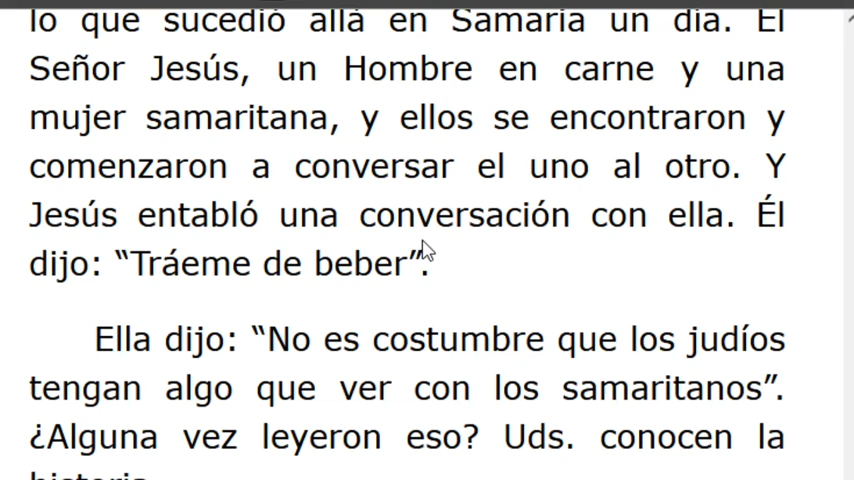 lo que sucedió allá en Samaria un día. El
Señor Jesús, un Hombre en carne y una
mujer samaritana, y ellos se encontraron y
comenzaron a conversar el uno al otro. Y
Jesús entabló una conversación con ella. Él
dijo: “Tráeme de beber”.
Ella dijo: “No es costumbre que los judíos
tengan algo que ver con los samaritanos”.
¿Alguna vez leyeron eso? Uds. conocen la
historia